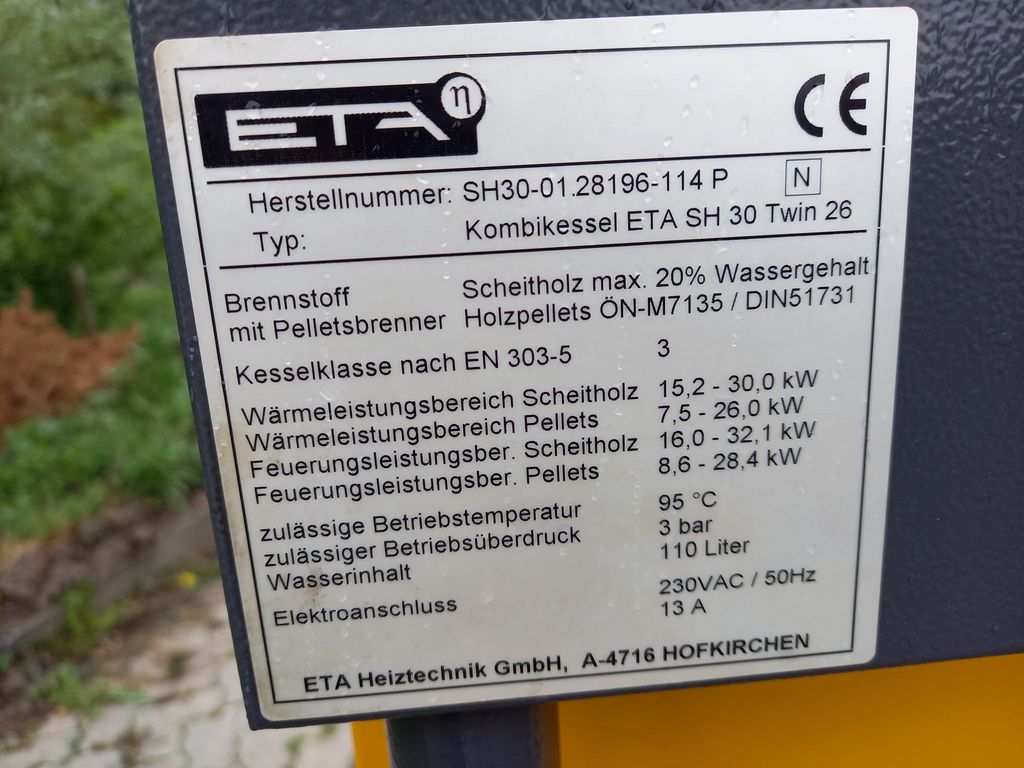 ETA η
CE
Herstellnummer: SH30-01.28196-114 P N
Typ: Kombikessel ETA SH 30 Twin 26
Brennstoff Scheitholz max. 20% Wassergehalt
mit Pelletsbrenner Holzpellets ÖN-M7135 / DIN51731
Kesselklasse nach EN 303-5 3
Wärmeleistungsbereich Scheitholz 15,2 - 30,0 kW
Wärmeleistungsbereich Pellets 7,5 - 26,0 kW
Feuerungsleistungsber. Scheitholz 16,0 - 32,1 kW
Feuerungsleistungsber. Pellets 8,6 - 28,4 kW
zulässige Betriebstemperatur 95 °C
zulässiger Betriebsüberdruck 3 bar
Wasserinhalt 110 Liter
Elektroanschluss 230VAC / 50Hz
13 A
ETA Heiztechnik GmbH, A-4716 HOFKIRCHEN